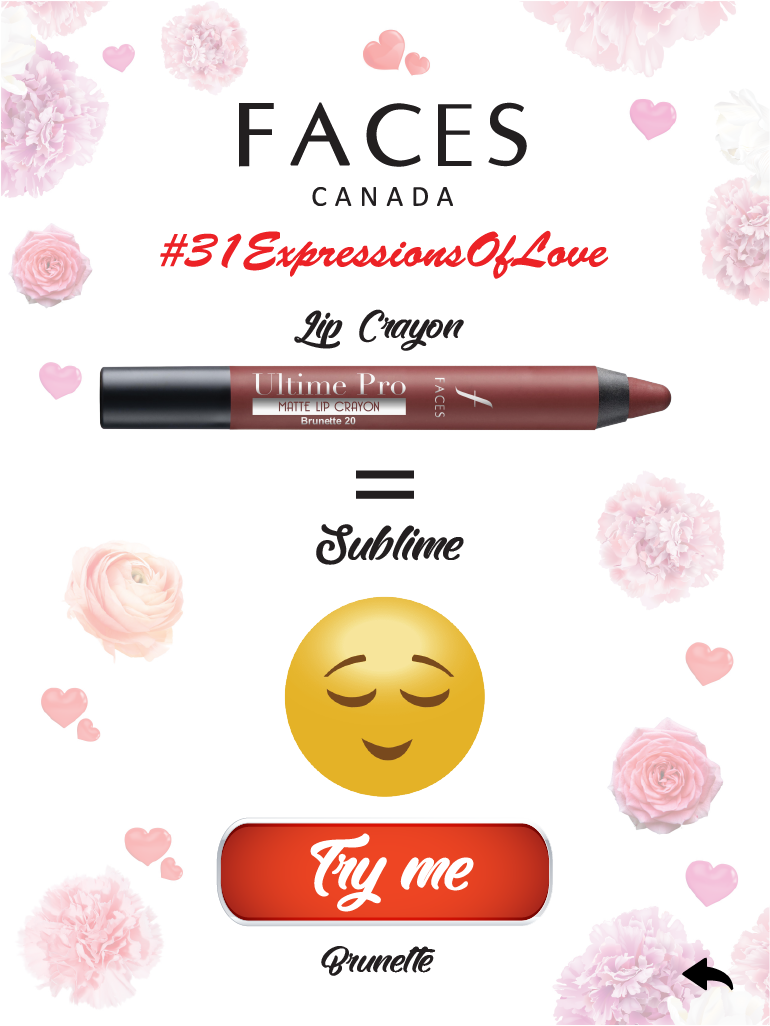 FACES
CANADA
#31ExpressionsOfLove
Lip Crayon
Ultime Pro
MATTE LIP CRAYON
Brunette 20
FACES
f
=
Sublime
Try me
Brunette